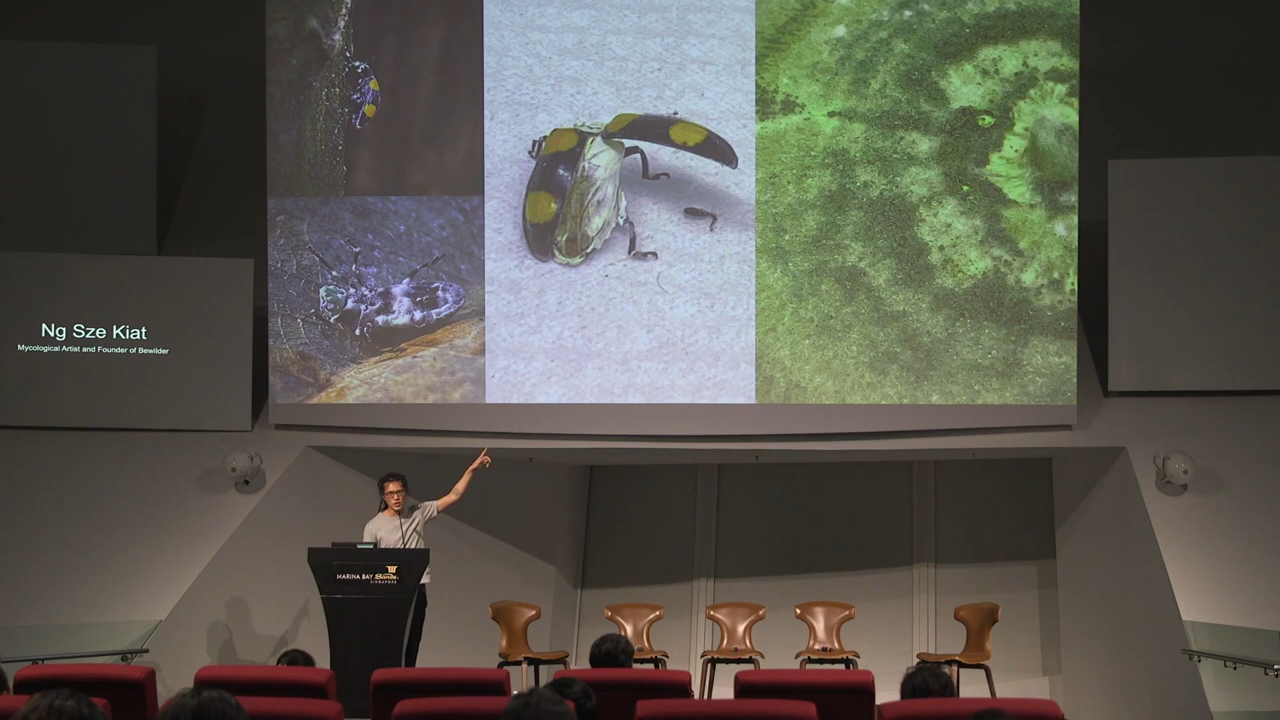 Ng Sze Kiat
Mycological Artist and Founder of Bewilder
MARINA BAY Sands.
SINGAPORE